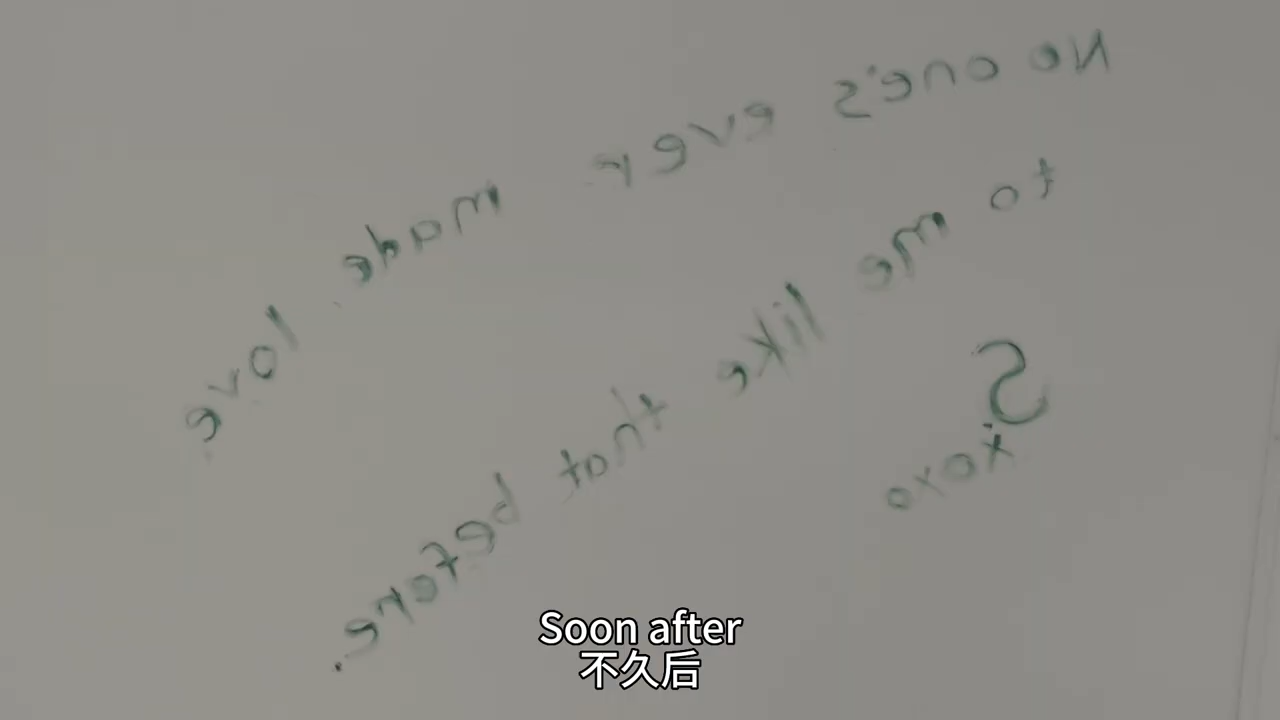 No one's ever made love
to me like that before.
S
xoxo
Soon after
不久后